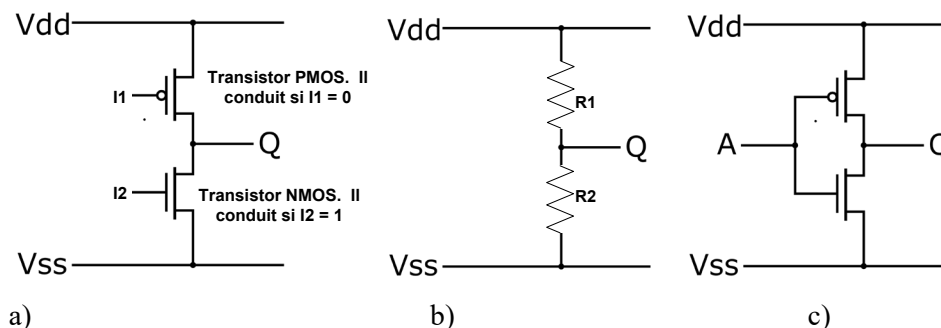 Vdd
I1
Transistor PMOS. Il
conduit si I1 = 0
Q
I2
Transistor NMOS. Il
conduit si I2 = 1
Vss
a)
Vdd
R1
Q
R2
Vss
b)
Vdd
A
Q
Vss
c)